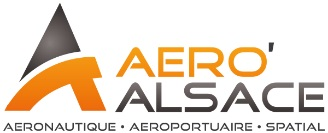 AERO'
ALSACE
AERONAUTIQUE • AEROPORTUAIRE • SPATIAL